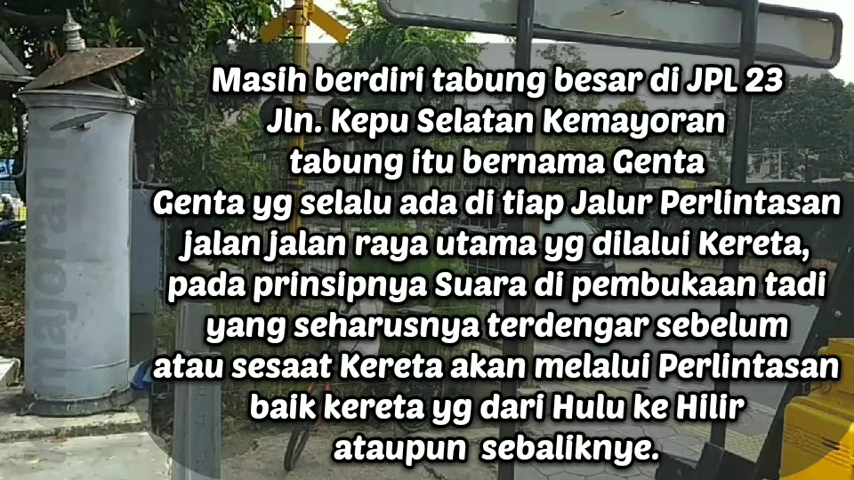 Masih berdiri tabung besar di JPL 23
Jln. Kepu Selatan Kemayoran
tabung itu bernama Genta
Genta yg selalu ada di tiap Jalur Perlintasan
jalan jalan raya utama yg dilalui Kereta,
pada prinsipnya Suara di pembukaan tadi
yang seharusnya terdengar sebelum
atau sesaat Kereta akan melalui Perlintasan
baik kereta yg dari Hulu ke Hilir
ataupun sebaliknye.
majoran